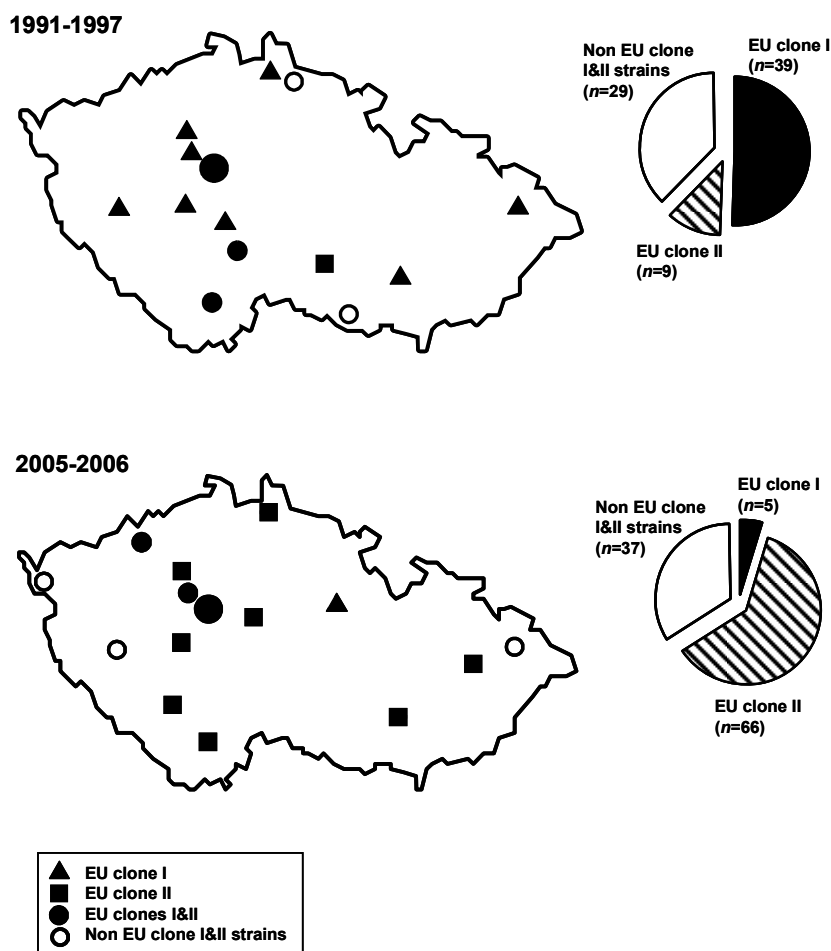 1991-1997
Non EU clone
I&II strains
(n=29)
EU clone I
(n=39)
EU clone II
(n=9)
2005-2006
Non EU clone
I&II strains
(n=37)
EU clone I
(n=5)
EU clone II
(n=66)
EU clone I
EU clone II
EU clones I&II
Non EU clone I&II strains